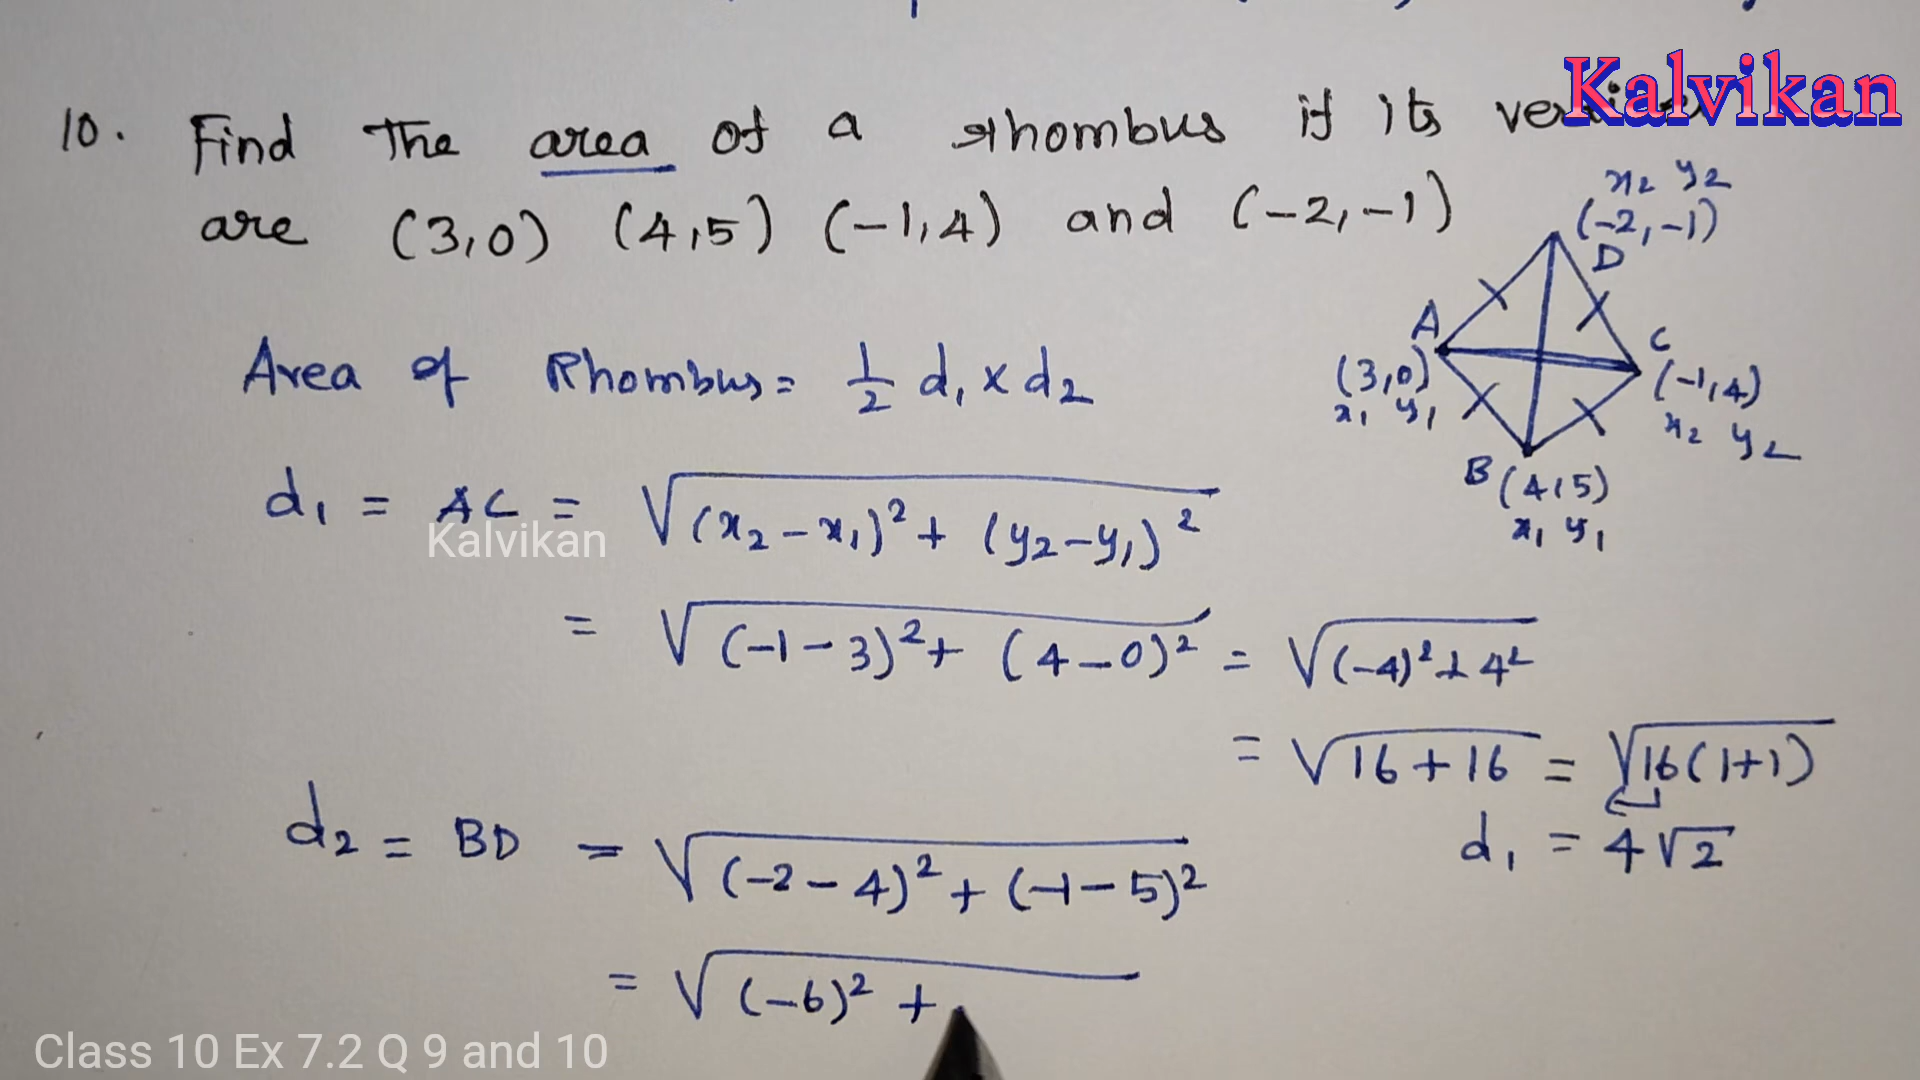 Kalvikan
10. Find The area of a rhombus if its
are (3,0) (4,5) (-1,4) and (-2,-1)
x2 y2
(-2,-1)
D
A
(3,0)
x1 y1
C
(-1,4)
x2 y2
B (4,5)
x1 y1
Area of Rhombus = 1/2 d1 × d2
d1 = AC = √(x2-x1)² + (y2-y1)²
Kalvikan
= √(-1-3)² + (4-0)² = √(-4)² + 4²
= √16+16 = √16(1+1)
d1 = 4√2
d2 = BD = √(-2-4)² + (-1-5)²
= √(-6)² +
Class 10 Ex 7.2 Q 9 and 10